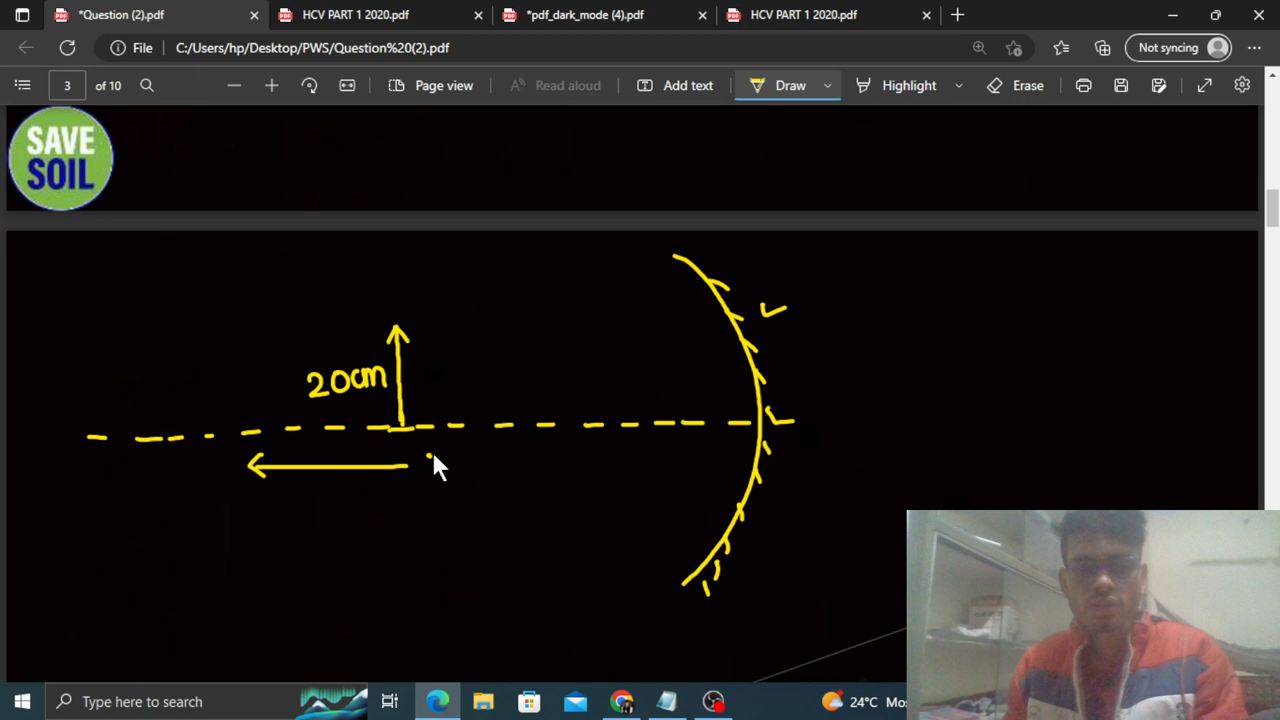 *Question (2).pdf
HCV PART 1 2020.pdf
*pdf_dark_mode (4).pdf
HCV PART 1 2020.pdf
File
C:/Users/hp/Desktop/PWS/Question%20(2).pdf
Not syncing
3 of 10
Page view
Read aloud
Add text
Draw
Highlight
Erase
SAVE
SOIL
20cm
Type here to search
24°C Mos